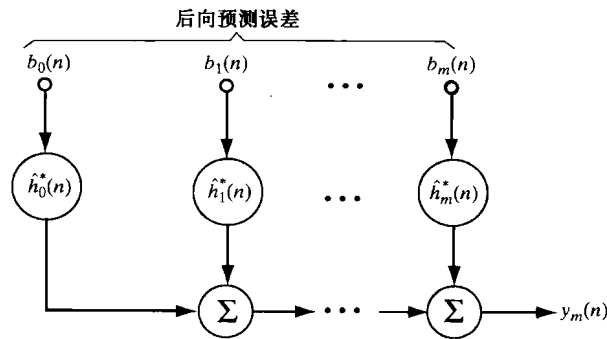 后向预测误差
b₀(n) b₁(n) ··· bₘ(n)
ĥ₀*(n) ĥ₁*(n) ··· ĥₘ*(n)
Σ ··· Σ yₘ(n)